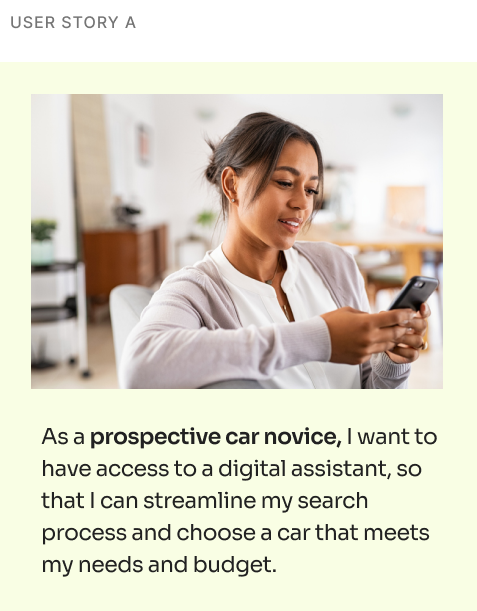 USER STORY A
As a prospective car novice, I want to
have access to a digital assistant, so
that I can streamline my search
process and choose a car that meets
my needs and budget.